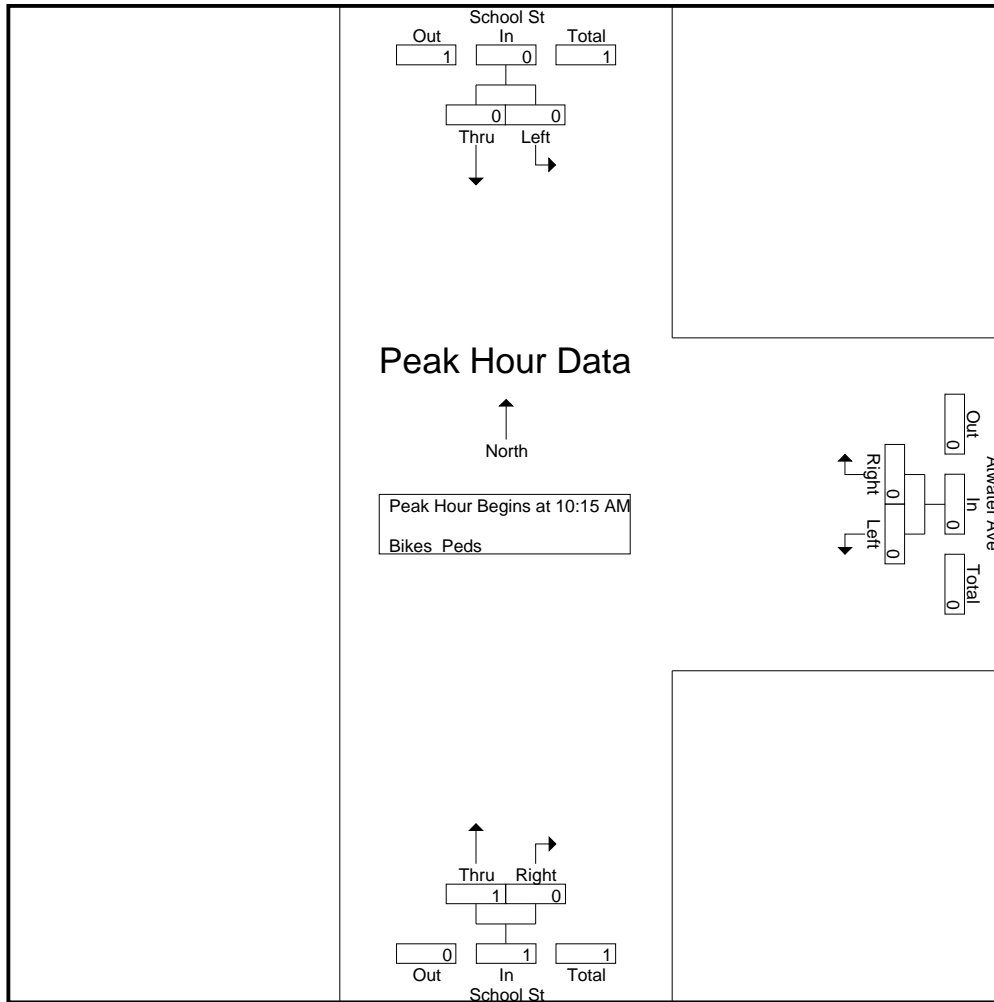 School St
Out In Total
1 0 1
0 0
Thru Left
Peak Hour Data
North
Peak Hour Begins at 10:15 AM
Bikes Peds
Atwater Ave
Out In Total
0 0 0
0 0
Right Left
Thru Right
1 0
0 1 1
Out In Total
School St